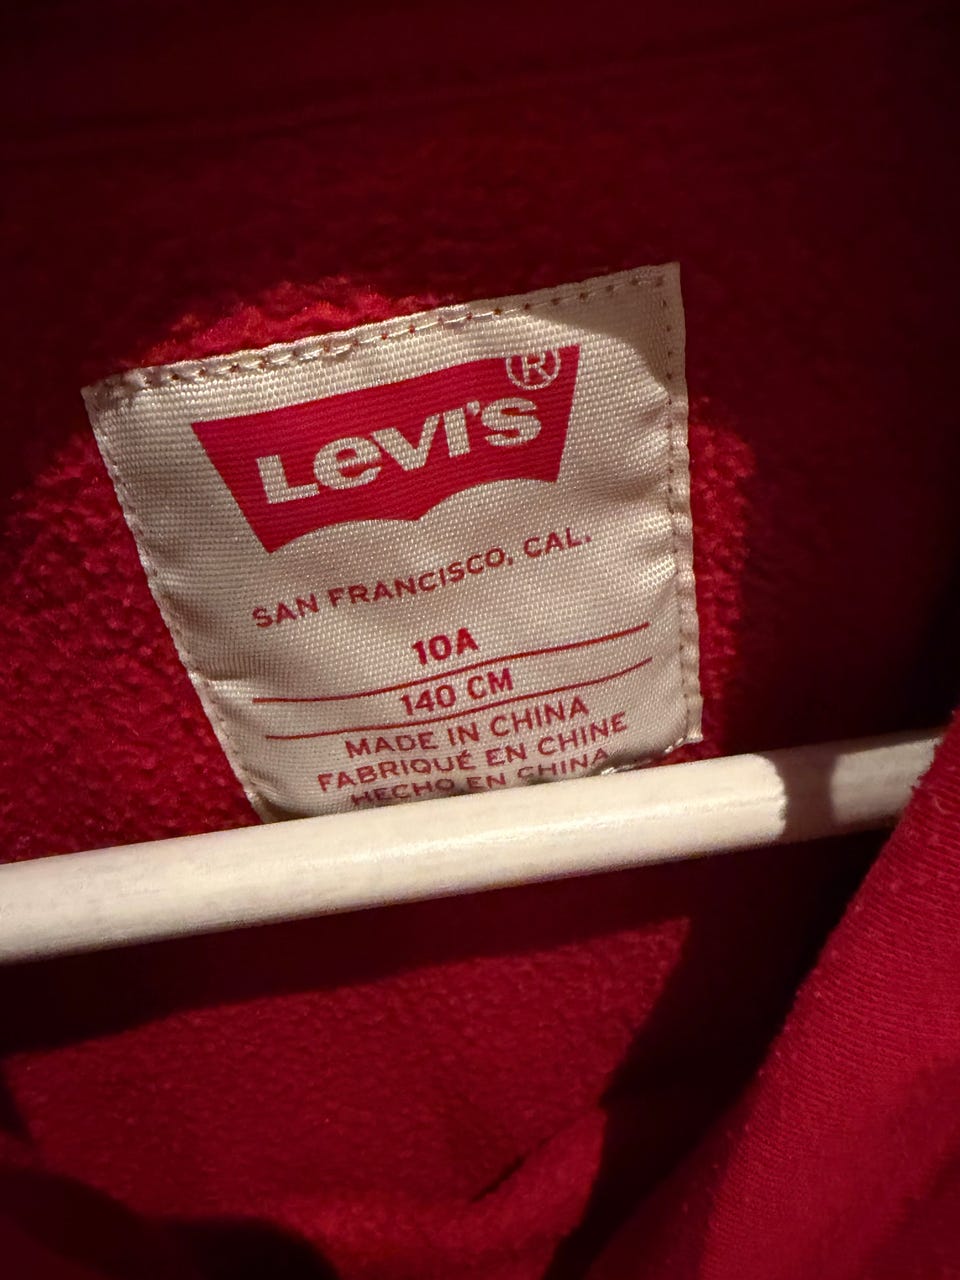 Levi's ®
SAN FRANCISCO, CAL.
10A
140 CM
MADE IN CHINA
FABRIQUÉ EN CHINE
HECHO EN CHINA